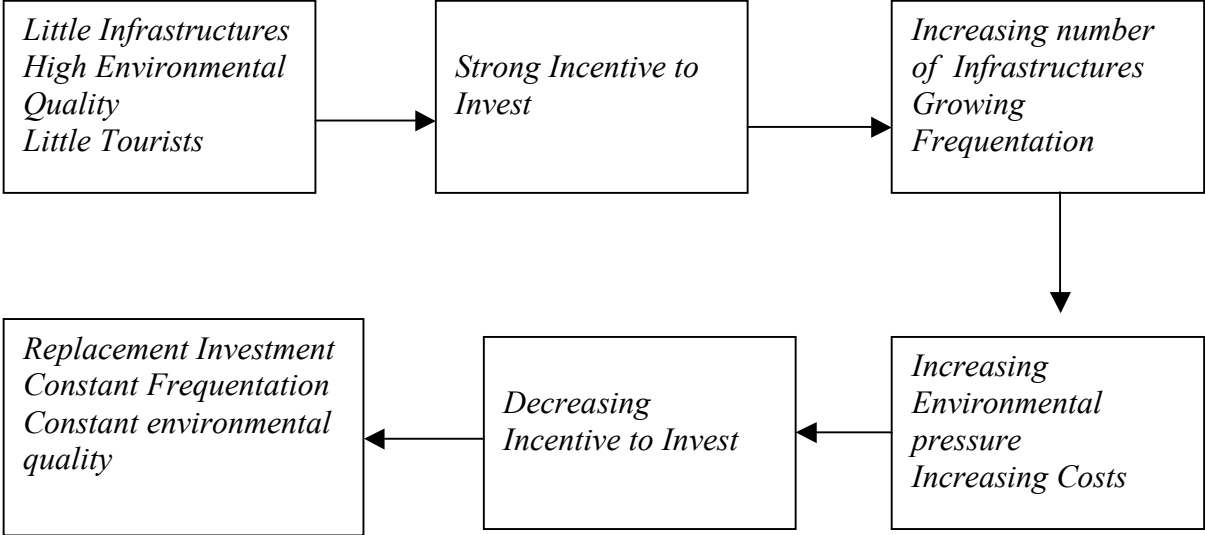 Little Infrastructures
High Environmental
Quality
Little Tourists
Strong Incentive to
Invest
Increasing number
of Infrastructures
Growing
Frequentation
Increasing
Environmental
pressure
Increasing Costs
Decreasing
Incentive to Invest
Replacement Investment
Constant Frequentation
Constant environmental
quality